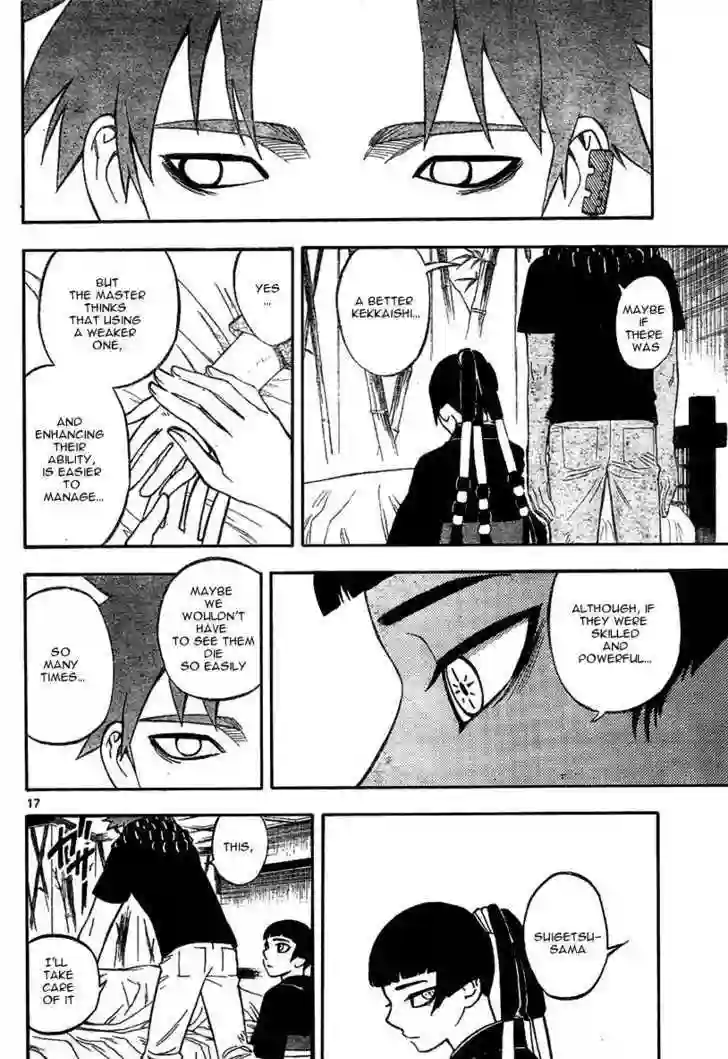 MAYBE
IF
THERE
WAS
A BETTER
KEKKAISHI...
YES
...
BUT
THE MASTER
THINKS
THAT USING
A WEAKER
ONE,
AND
ENHANCING
THEIR
ABILITY,
IS EASIER
TO
MANAGE...
ALTHOUGH, IF
THEY WERE
SKILLED
AND
POWERFUL...
MAYBE
WE
WOULDN'T
HAVE
TO SEE THEM
DIE
SO EASILY
SO
MANY
TIMES...
17
SUIGETSU-
SAMA
THIS,
I'LL
TAKE
CARE
OF IT